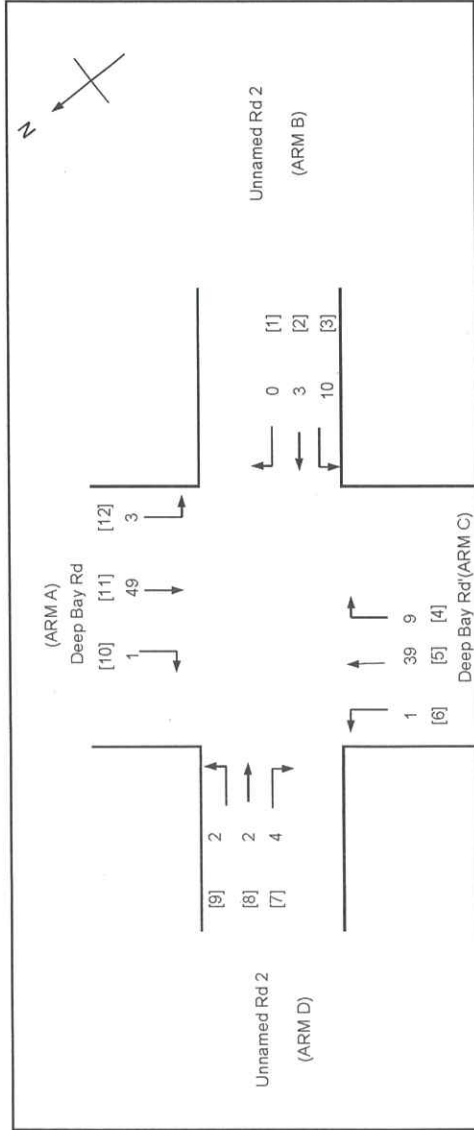 N
(ARM A)
Deep Bay Rd
[10] [11] [12]
1 49 3
Unnamed Rd 2
(ARM B)
0 [1]
3 [2]
10 [3]
Unnamed Rd 2
(ARM D)
[9] 2
[8] 2
[7] 4
1 39 9
[6] [5] [4]
Deep Bay Rd'(ARM C)